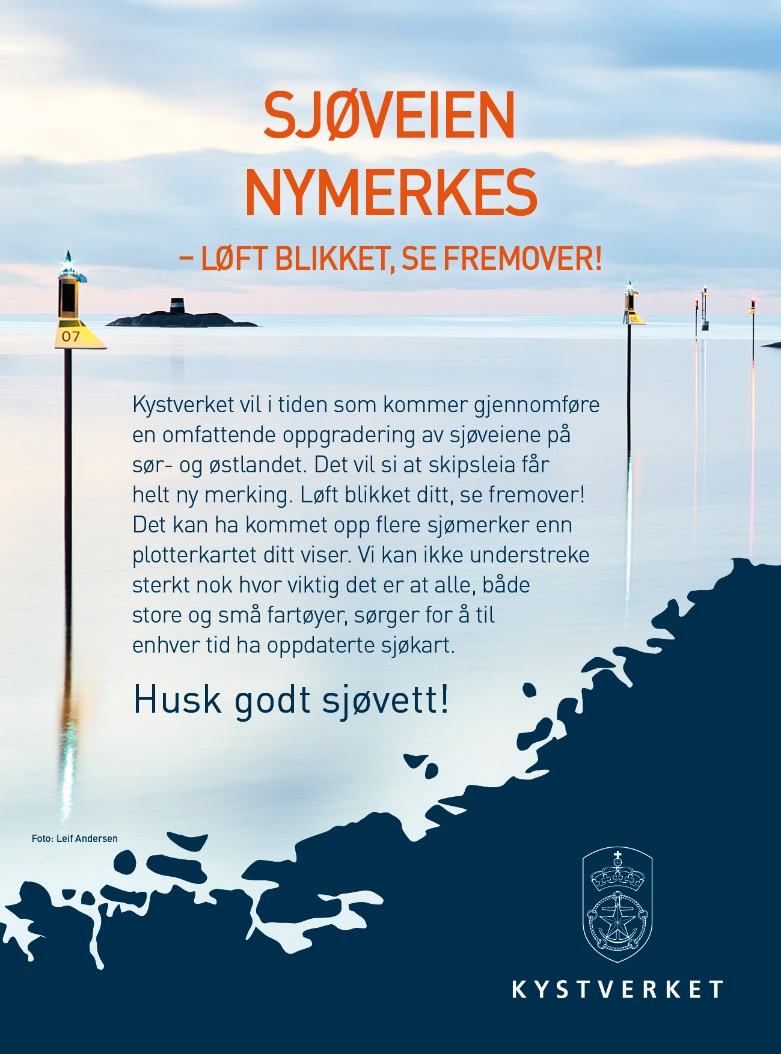 SJØVEIEN
NYMERKES
– LØFT BLIKKET, SE FREMOVER!
07
05
Kystverket vil i tiden som kommer gjennomføre
en omfattende oppgradering av sjøveiene på
sør- og østlandet. Det vil si at skipsleia får
helt ny merking. Løft blikket ditt, se fremover!
Det kan ha kommet opp flere sjømerker enn
plotterkartet ditt viser. Vi kan ikke understreke
sterkt nok hvor viktig det er at alle, både
store og små fartøyer, sørger for å til
enhver tid ha oppdaterte sjøkart.
Husk godt sjøvett!
Foto: Leif Andersen
KYSTVERKET